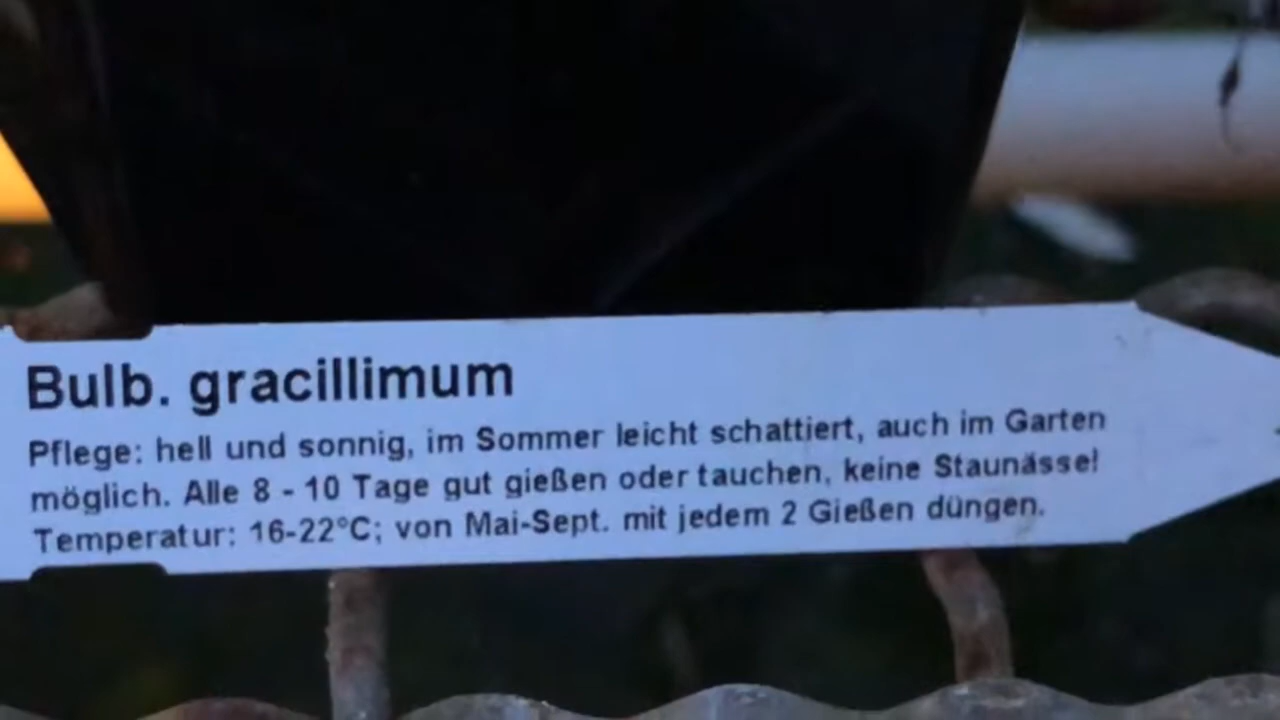 Bulb. gracillimum
Pflege: hell und sonnig, im Sommer leicht schattiert, auch im Garten
möglich. Alle 8 - 10 Tage gut gießen oder tauchen, keine Staunässe!
Temperatur: 16-22°C; von Mai-Sept. mit jedem 2 Gießen düngen.